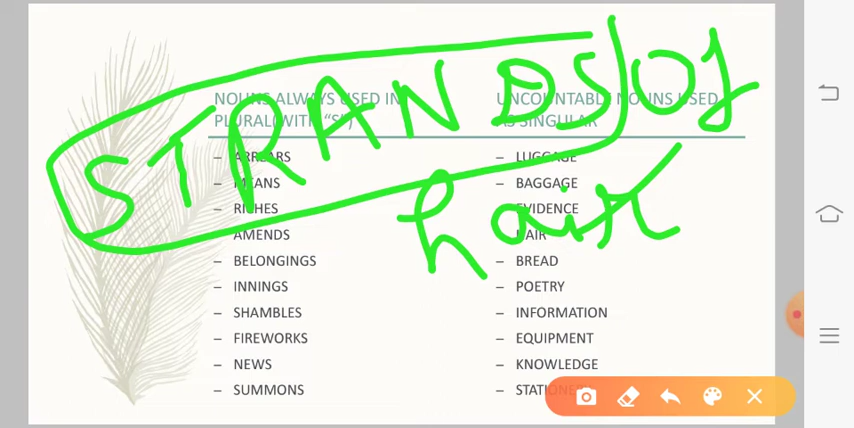 STRANDS of
hair
NOUNS ALWAYS USED IN
PLURAL(WITH "S")
– ARREARS
– MEANS
– RICHES
– AMENDS
– BELONGINGS
– INNINGS
– SHAMBLES
– FIREWORKS
– NEWS
– SUMMONS
UNCOUNTABLE NOUNS USED
AS SINGULAR
– LUGGAGE
– BAGGAGE
– EVIDENCE
– HAIR
– BREAD
– POETRY
– INFORMATION
– EQUIPMENT
– KNOWLEDGE
– STATIONERY